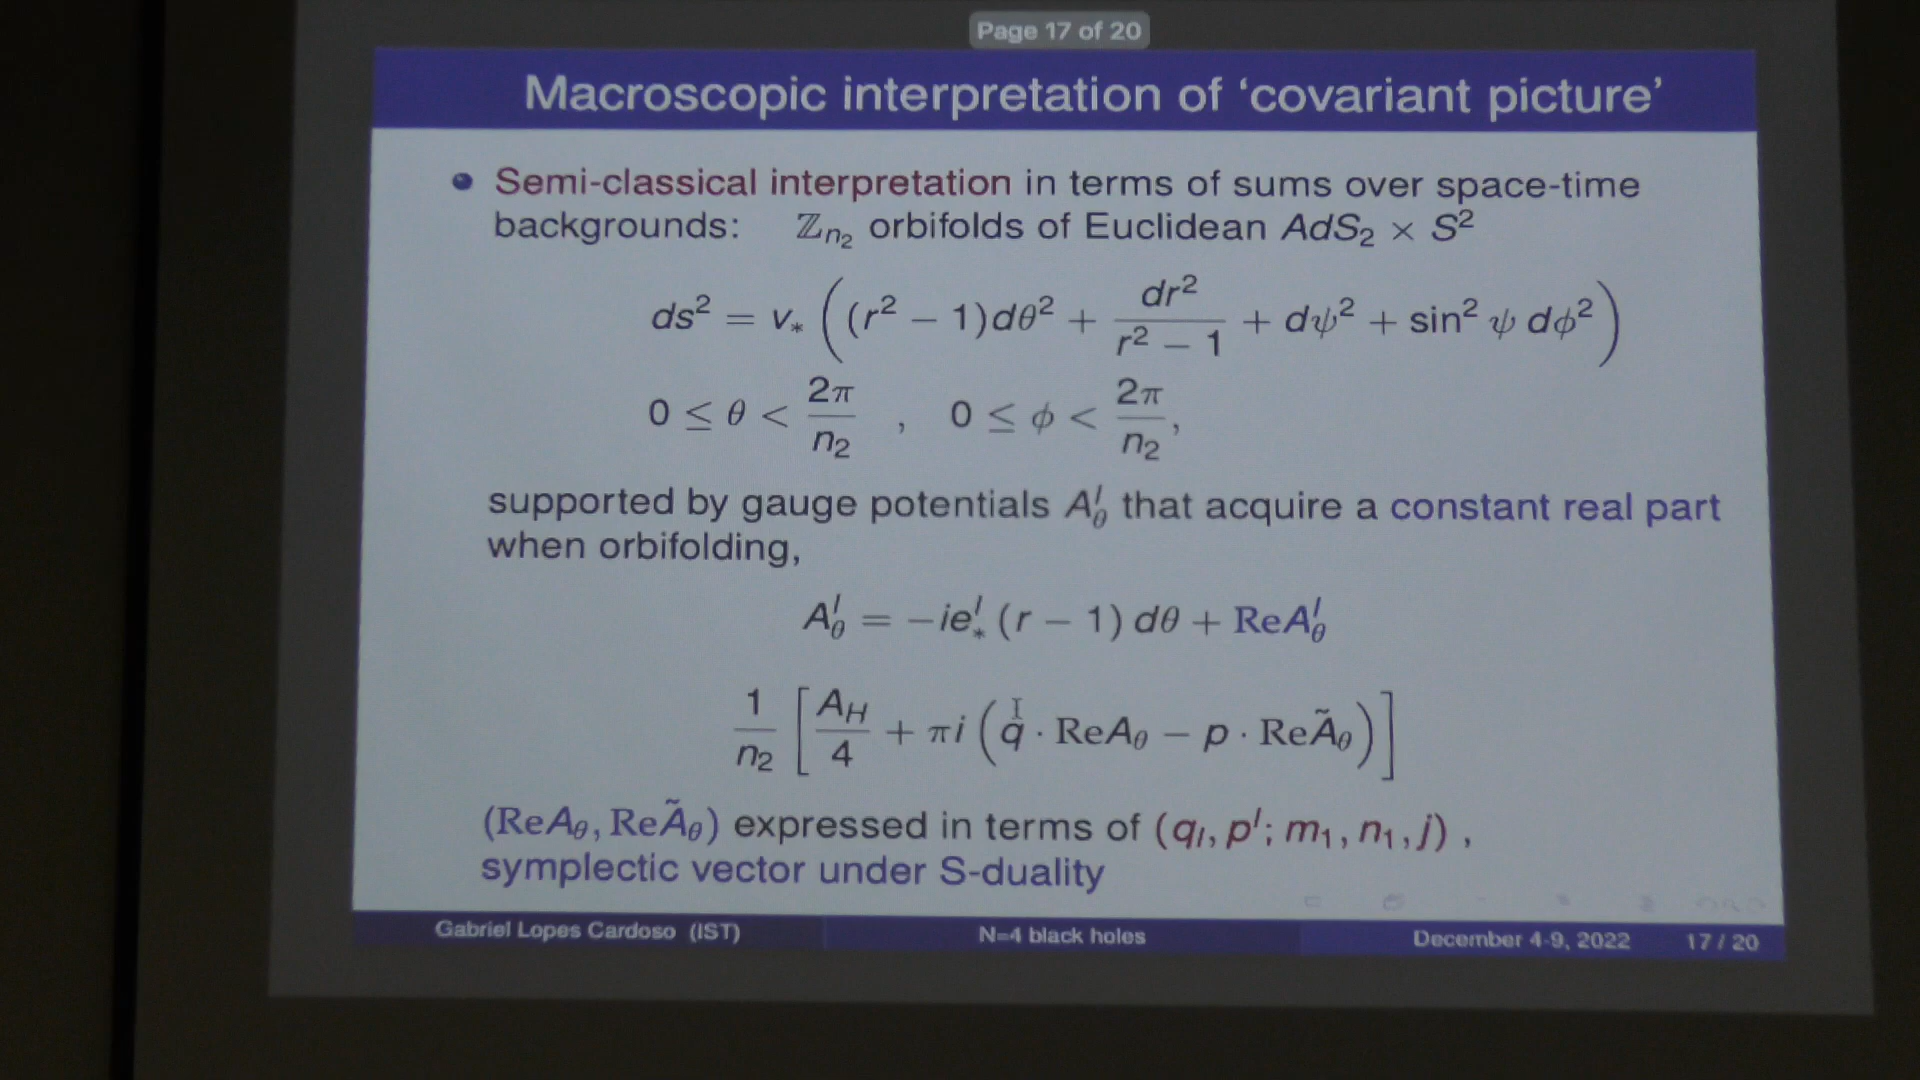 Page 17 of 20
Macroscopic interpretation of ‘covariant picture’
• Semi-classical interpretation in terms of sums over space-time
backgrounds: ℤ_{n_2} orbifolds of Euclidean AdS_2 × S^2
ds^2 = v_* ( (r^2 − 1)dθ^2 + \frac{dr^2}{r^2 − 1} + dψ^2 + sin^2 ψ dϕ^2 )
0 ≤ θ < \frac{2π}{n_2} , 0 ≤ ϕ < \frac{2π}{n_2},
supported by gauge potentials A^I_θ that acquire a constant real part
when orbifolding,
A^I_θ = −ie^I_* (r − 1) dθ + ReA^I_θ
\frac{1}{n_2} [ \frac{A_H}{4} + πi ( q · ReA_θ − p · ReÃ_θ ) ]
(ReA_θ, ReÃ_θ) expressed in terms of (q_I, p^I; m_1, n_1, j) ,
symplectic vector under S-duality
Gabriel Lopes Cardoso (IST) N=4 black holes December 4-9, 2022 17 / 20